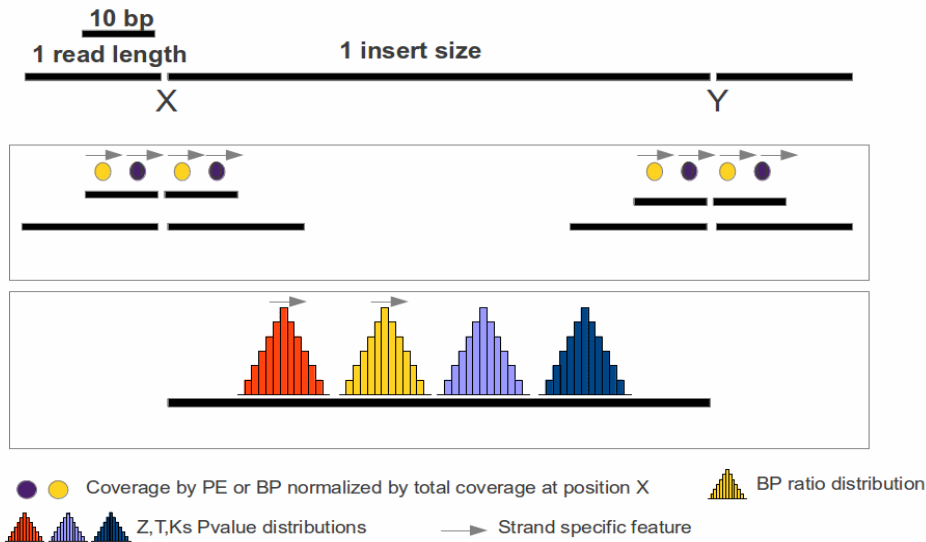 10 bp
1 read length
1 insert size
X
Y
Coverage by PE or BP normalized by total coverage at position X
BP ratio distribution
Z,T,Ks Pvalue distributions
Strand specific feature